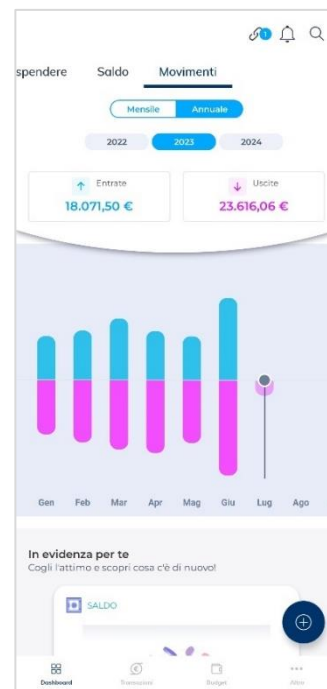 1
spendere Saldo Movimenti
Mensile Annuale
2022 2023 2024
Entrate Uscite
18.071,50 € 23.616,06 €
Gen Feb Mar Apr Mag Giu Lug Ago
In evidenza per te
Cogli l'attimo e scopri cosa c'è di nuovo!
SALDO
Dashboard Transazioni Budget Altro